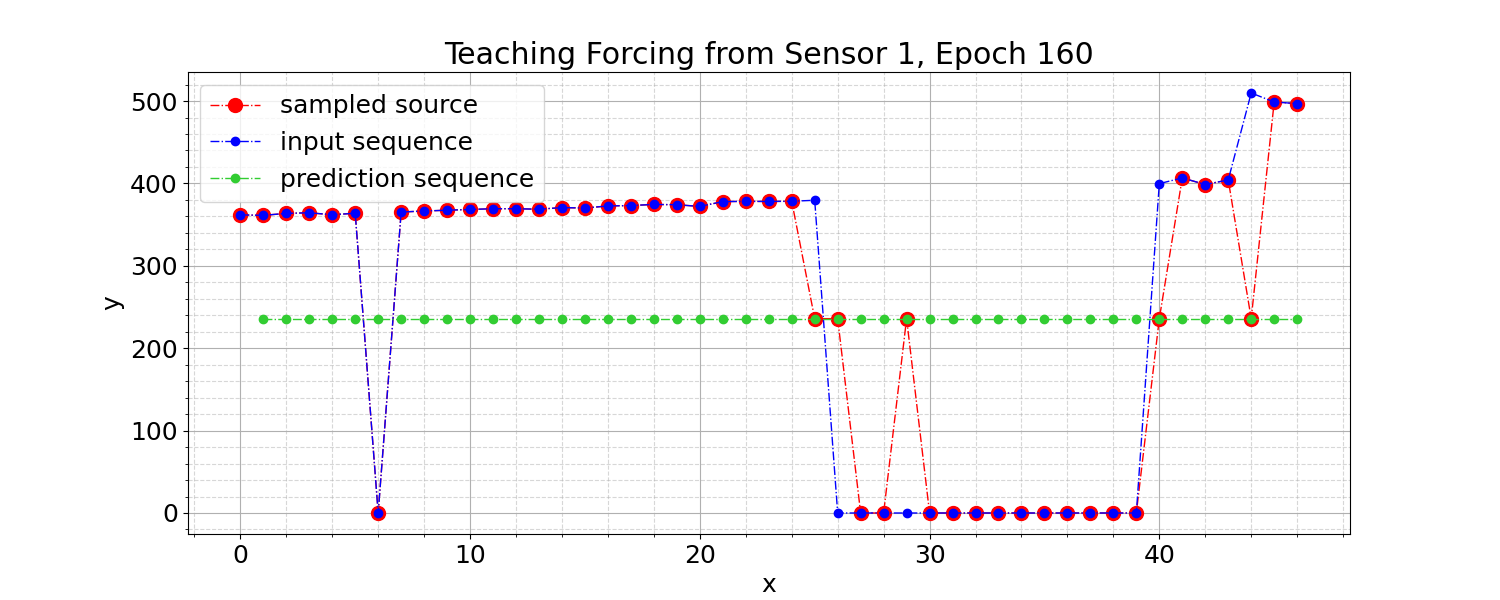 Teaching Forcing from Sensor 1, Epoch 160
sampled source
input sequence
prediction sequence
y
500
400
300
200
100
0
0 10 20 30 40
x